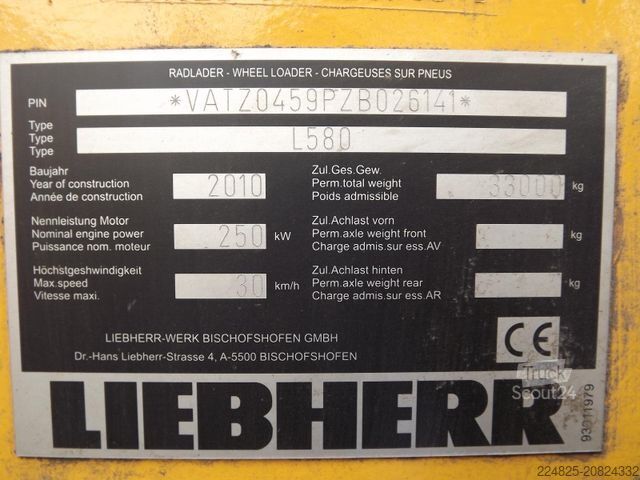 RADLADER - WHEEL LOADER - CHARGEUSES SUR PNEUS
PIN *VATZ0459PZB026141*
Type
Type L580
Type
Baujahr
Year of construction 2010
Année de construction
Zul.Ges.Gew.
Perm.total weight 33000 kg
Poids admissible
Nennleistung Motor
Nominal engine power 250 kW
Puissance nom. moteur
Zul.Achlast vorn
Perm.axle weight front kg
Charge admis.sur ess.AV
Höchstgeshwindigkeit
Max.speed 30 km/h
Vitesse maxi.
Zul.Achlast hinten
Perm.axle weight rear kg
Charge admis.sur ess.AR
LIEBHERR-WERK BISCHOFSHOFEN GMBH
Dr.-Hans Liebherr-Strasse 4, A-5500 BISCHOFSHOFEN
CE
LIEBHERR
93011979
Truck
Scout24
224825-20824332